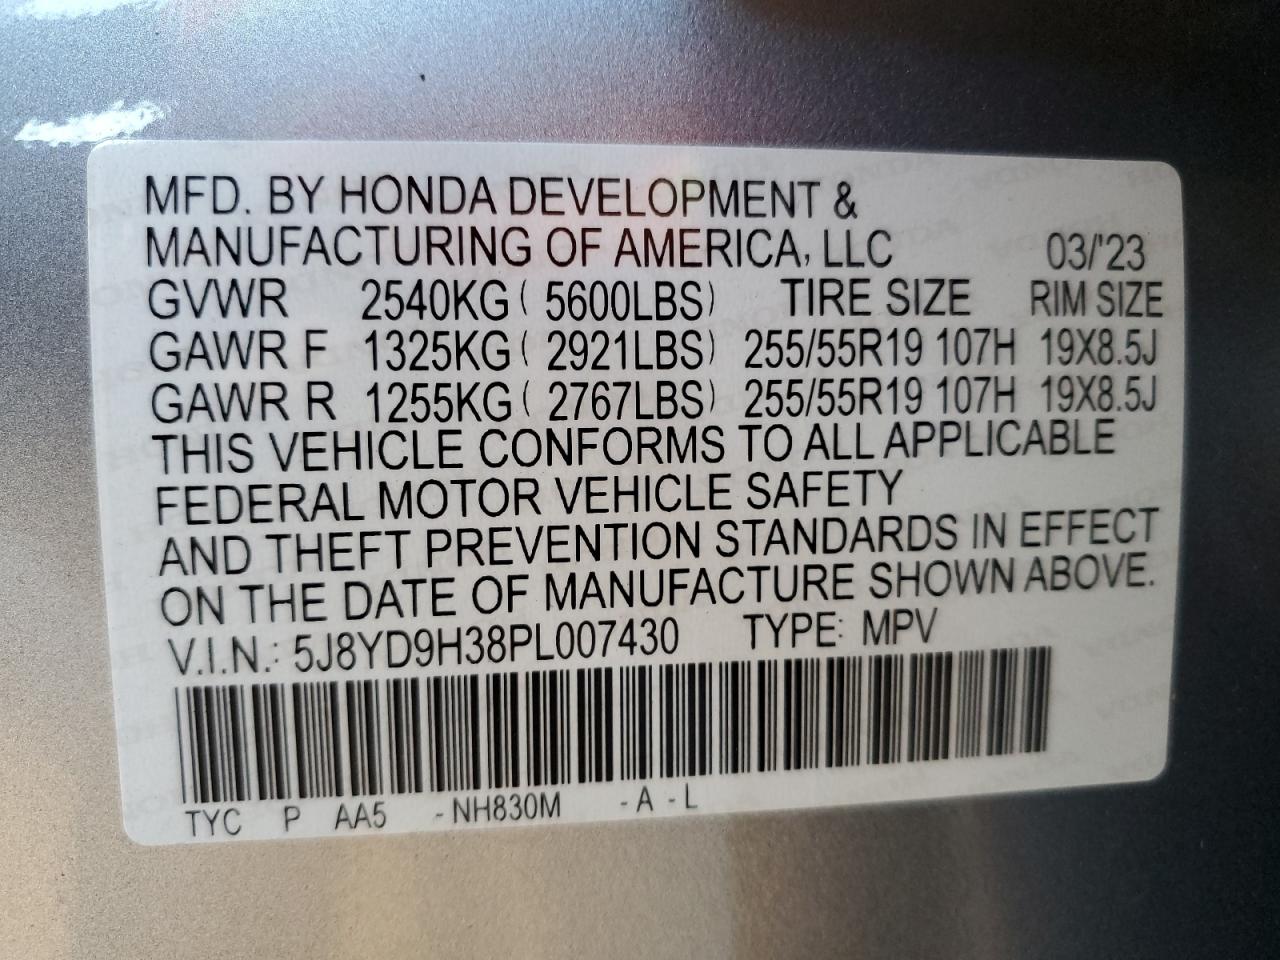 MFD. BY HONDA DEVELOPMENT &
MANUFACTURING OF AMERICA, LLC 03/'23
GVWR 2540KG ( 5600LBS) TIRE SIZE RIM SIZE
GAWR F 1325KG ( 2921LBS) 255/55R19 107H 19X8.5J
GAWR R 1255KG ( 2767LBS) 255/55R19 107H 19X8.5J
THIS VEHICLE CONFORMS TO ALL APPLICABLE
FEDERAL MOTOR VEHICLE SAFETY
AND THEFT PREVENTION STANDARDS IN EFFECT
ON THE DATE OF MANUFACTURE SHOWN ABOVE.
V.I.N.: 5J8YD9H38PL007430 TYPE: MPV
TYC P AA5 -NH830M -A -L